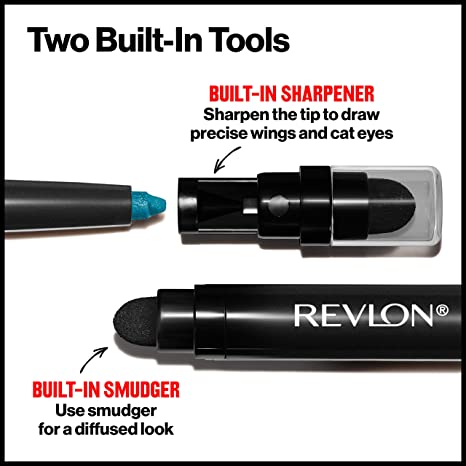 Two Built-In Tools
BUILT-IN SHARPENER
Sharpen the tip to draw
precise wings and cat eyes
REVLON®
BUILT-IN SMUDGER
Use smudger
for a diffused look